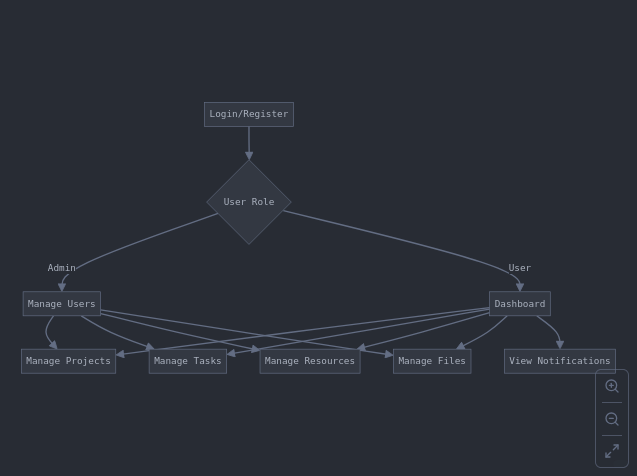 Login/Register
User Role
Admin
User
Manage Users
Dashboard
Manage Projects
Manage Tasks
Manage Resources
Manage Files
View Notifications